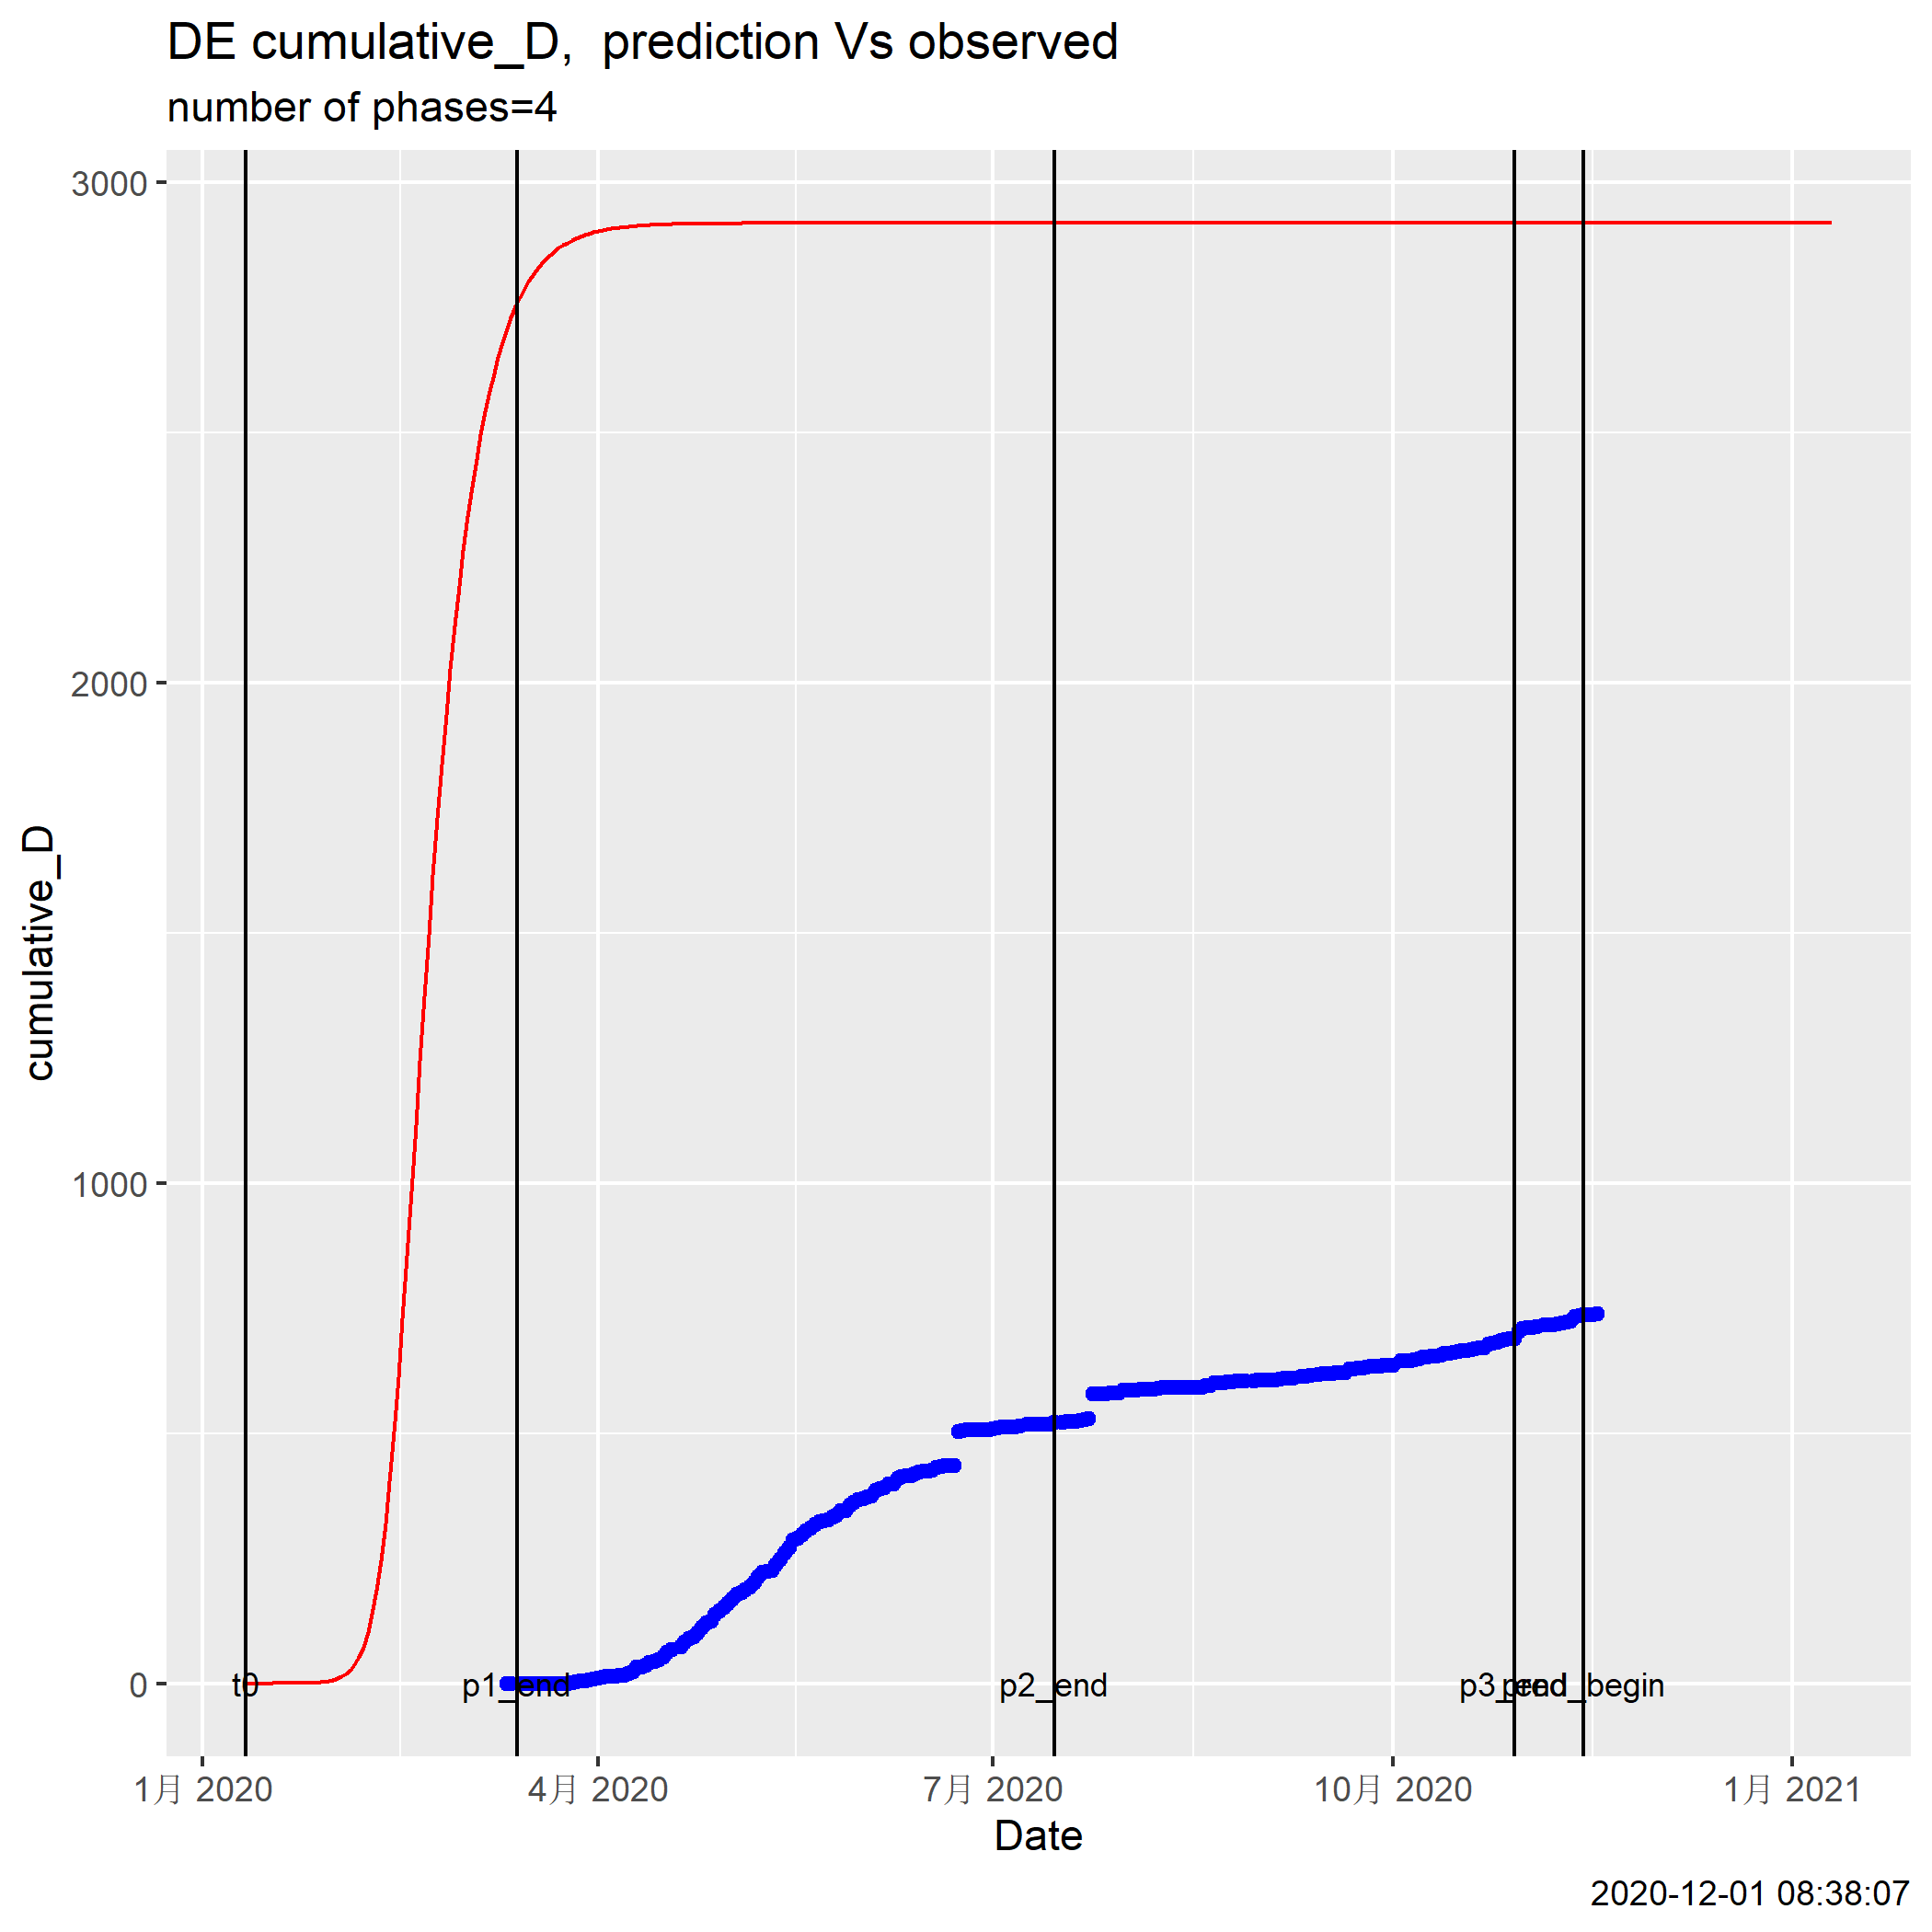 DE cumulative_D,  prediction Vs observed
number of phases=4
3000
2000
1000
0
cumulative_D
t0
p1_end
p2_end
p3_end
pred_begin
1月 2020
4月 2020
7月 2020
10月 2020
1月 2021
Date
2020-12-01 08:38:07